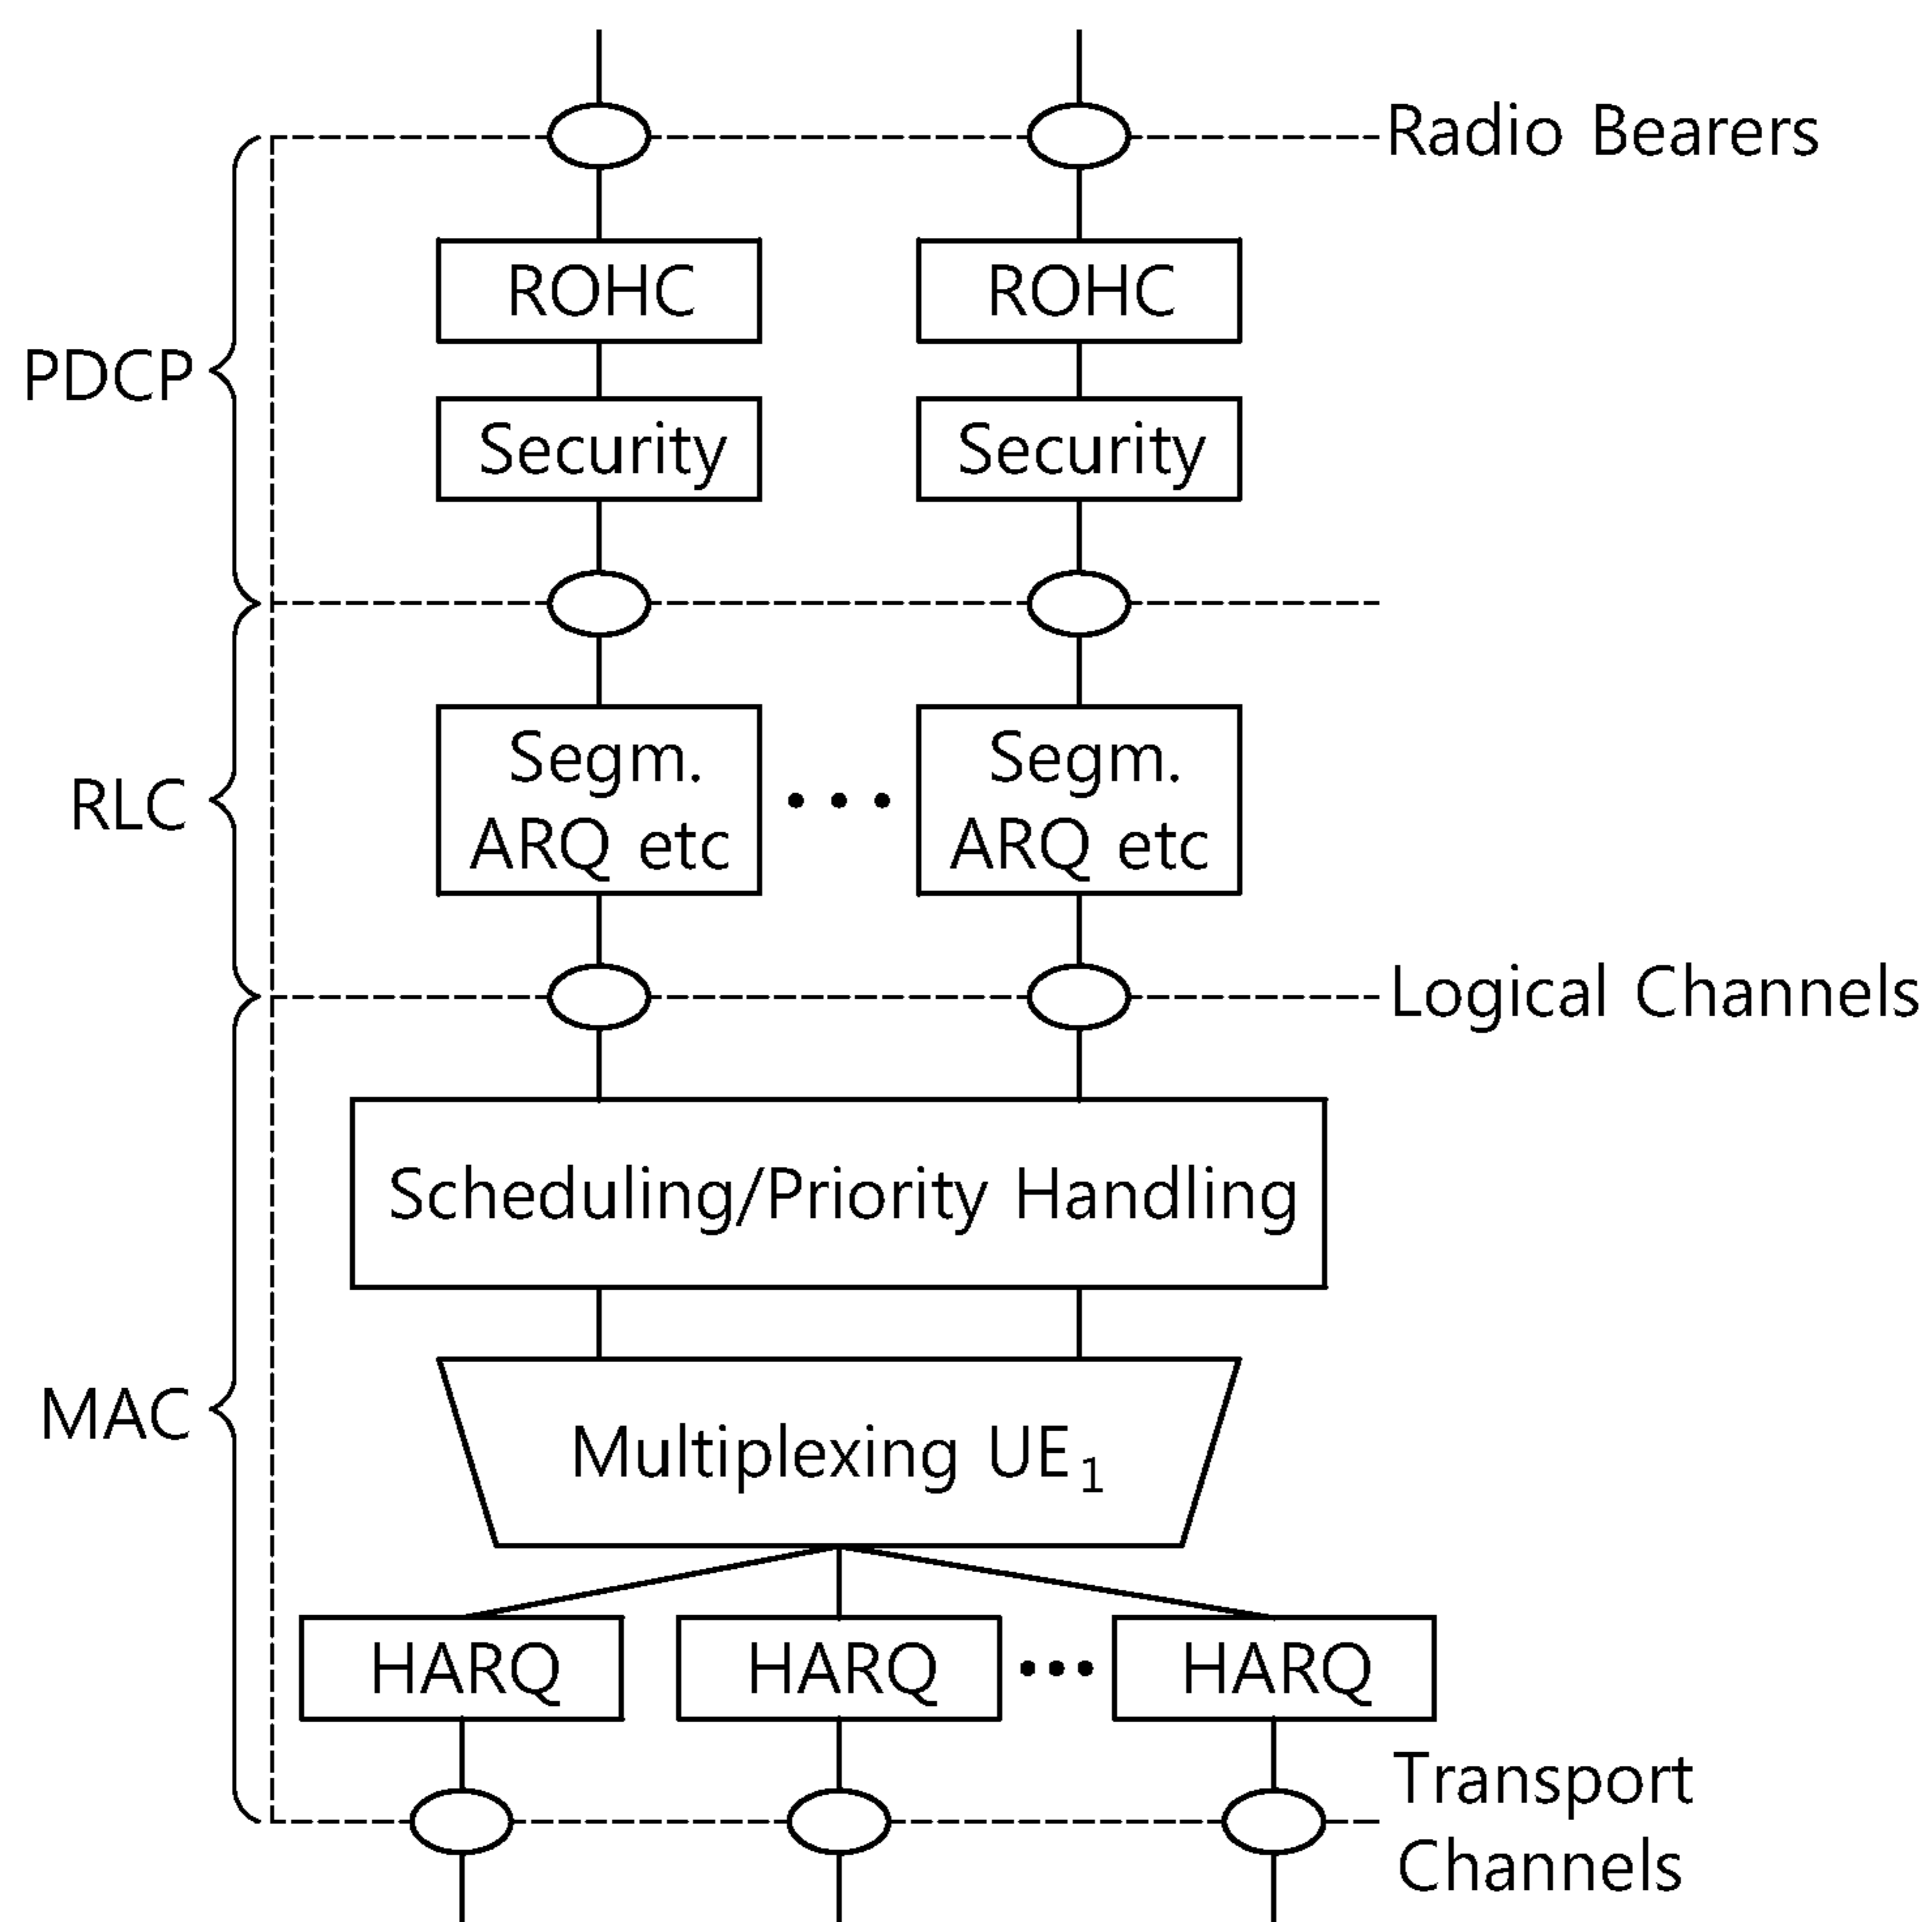 Radio Bearers
ROHC ROHC
PDCP
Security Security
Segm. Segm.
RLC
ARQ etc ARQ etc
Logical Channels
Scheduling/Priority Handling
MAC
Multiplexing UE₁
HARQ HARQ HARQ
Transport
Channels